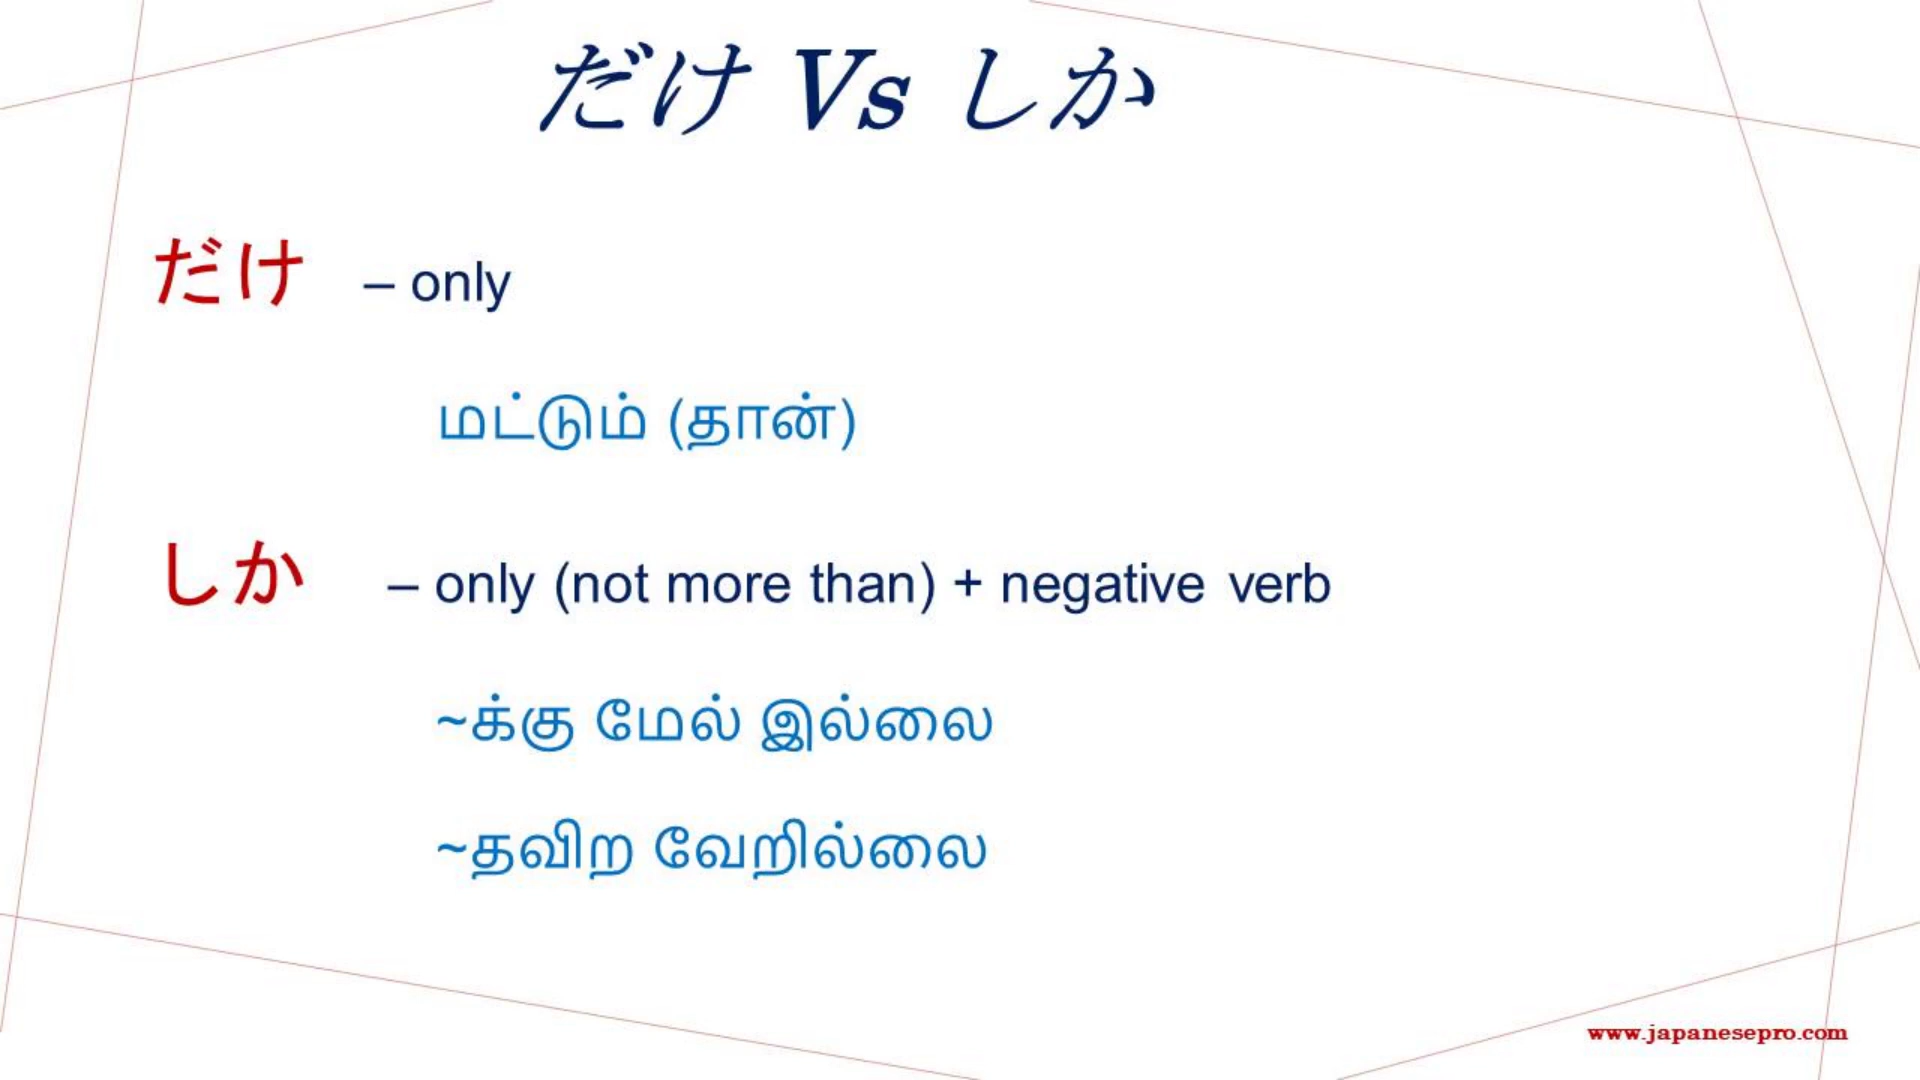 だけ Vs しか
だけ – only
மட்டும் (தான்)
しか – only (not more than) + negative verb
~க்கு மேல் இல்லை
~தவிற வேறில்லை
www.japanesepro.com